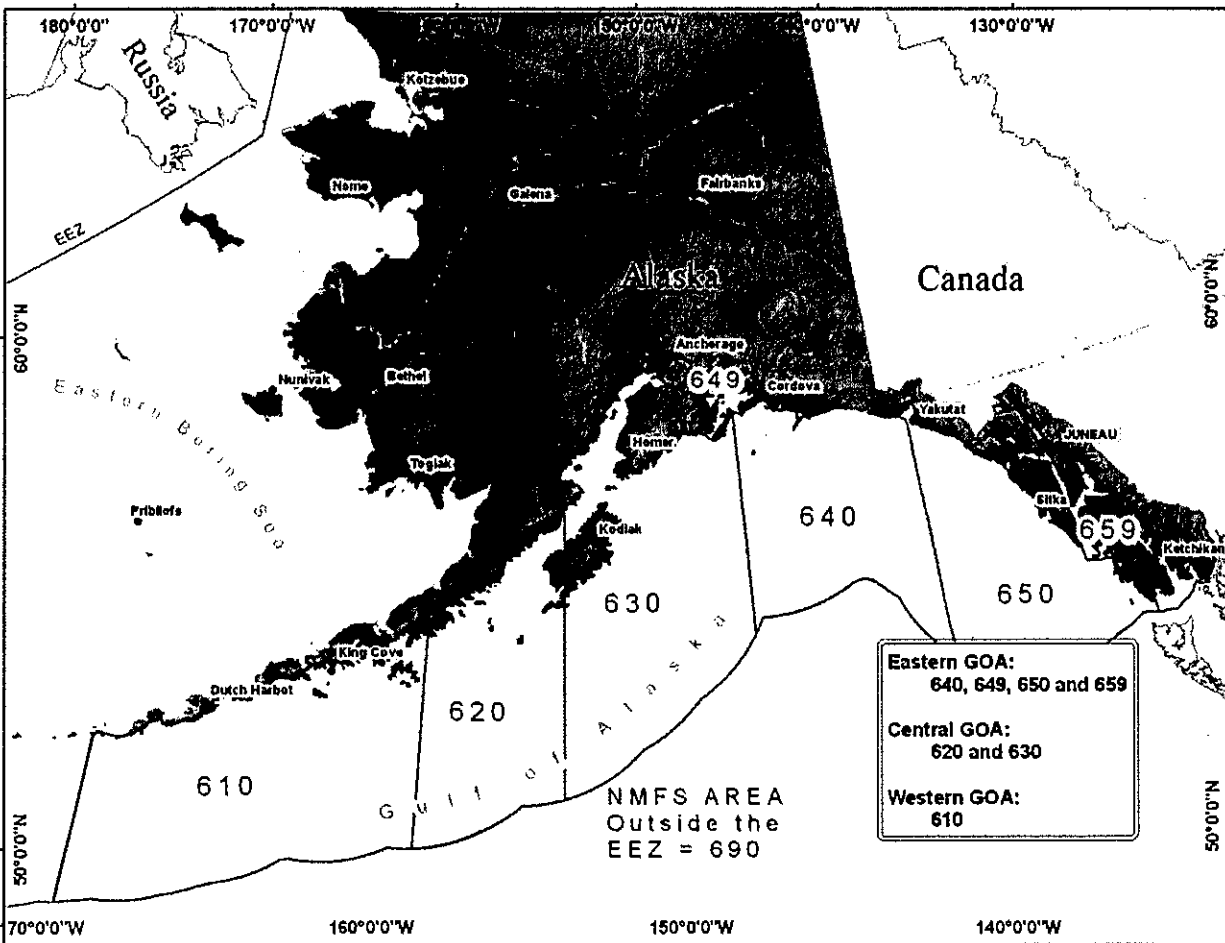 180°0'0"
170°0'0"W
130°0'0"W
Russia
Kotzebue
Nome
Galena
Fairbanks
EEZ
Alaska
Canada
60°0'0"N
60°0'0"N
Anchorage
649
Cordova
Nunivak
Bethel
Yakutat
Eastern Bering Sea
JUNEAU
Homer
Togiak
Sitka
Pribilofs
Kodiak
640
659
Ketchikan
630
650
King Cove
Dutch Harbor
620
610
Gulf of Alaska
Eastern GOA:
640, 649, 650 and 659
Central GOA:
620 and 630
Western GOA:
610
NMFS AREA
Outside the
EEZ = 690
50°0'0"N
50°0'0"N
70°0'0"W
160°0'0"W
150°0'0"W
140°0'0"W